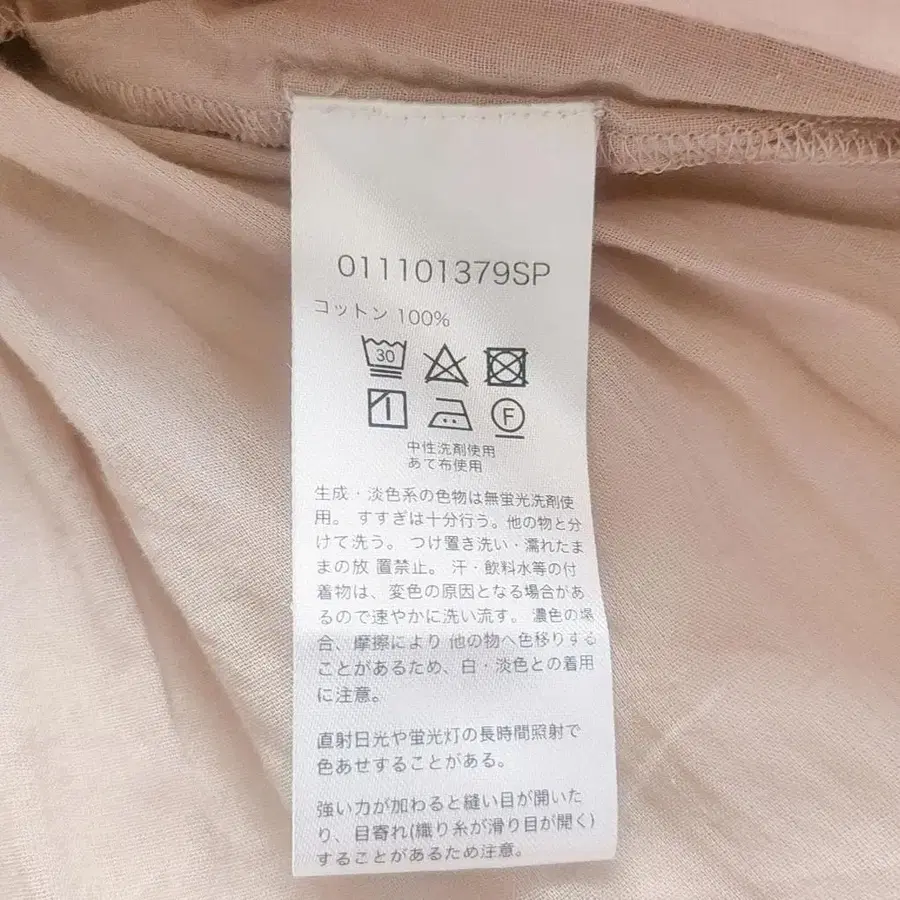 011101379SP
コットン 100%
30
F
中性洗剤使用
あて布使用
生成・淡色系の色物は無蛍光洗剤使
用。 すすぎは十分行う。他の物と分
けて洗う。 つけ置き洗い・濡れたま
まの放 置禁止。 汗・飲料水等の付
着物は、変色の原因となる場合があ
るので速やかに洗い流す。 濃色の場
合、摩擦により 他の物へ色移りする
ことがあるため、白・淡色との着用
に注意。
直射日光や蛍光灯の長時間照射で
色あせすることがある。
強い力が加わると縫い目が開いた
り、目寄れ(織り糸が滑り目が開く)
することがあるため注意。